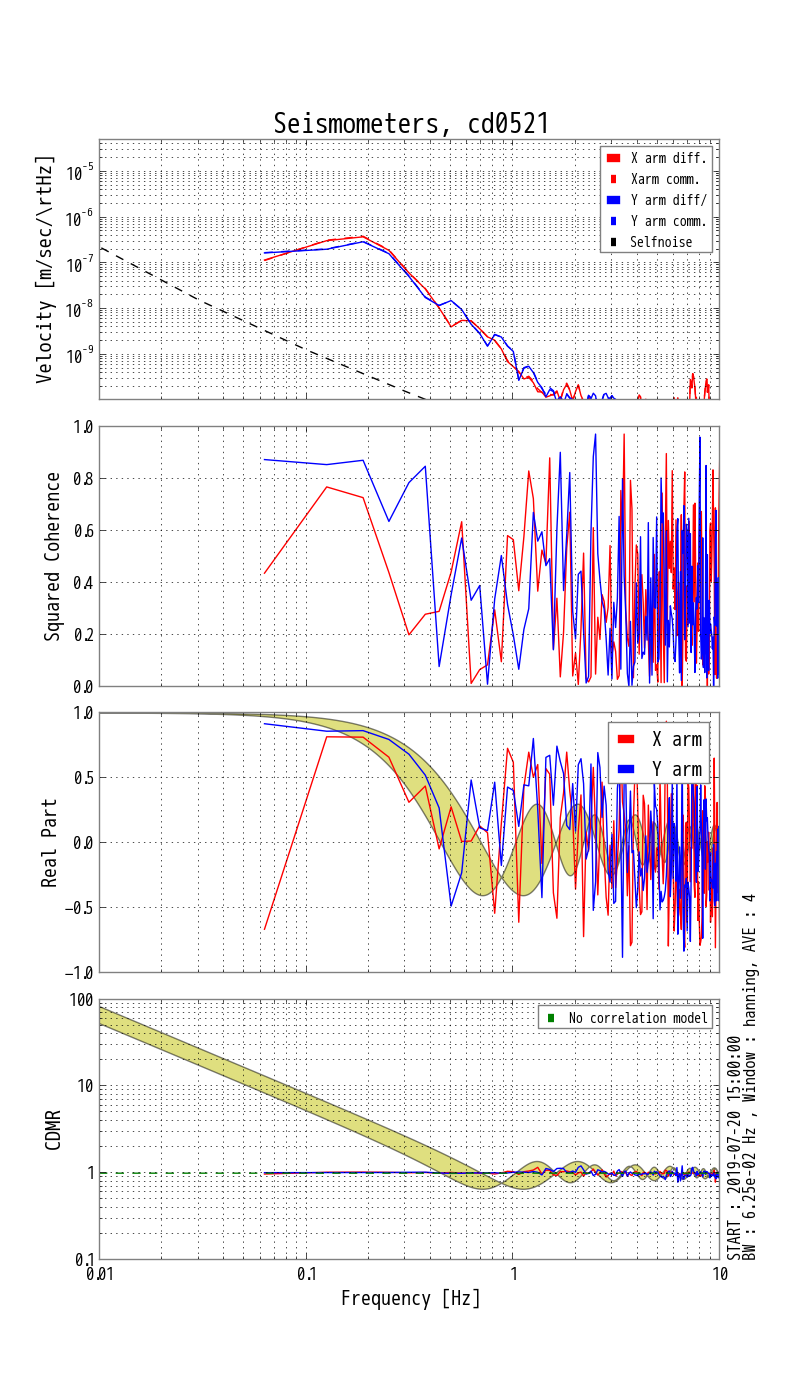 Seismometers, cd0521
Velocity [m/sec/\rtHz]
10^-5
10^-6
10^-7
10^-8
10^-9
X arm diff.
Xarm comm.
Y arm diff/
Y arm comm.
Selfnoise
Squared Coherence
1.0
0.8
0.6
0.4
0.2
0.0
Real Part
1.0
0.5
0.0
−0.5
−1.0
X arm
Y arm
CDMR
100
10
1
0.1
No correlation model
0.01
0.1
1
10
Frequency [Hz]
START : 2019-07-20 15:00:00
BW : 6.25e-02 Hz , Window : hanning, AVE : 4